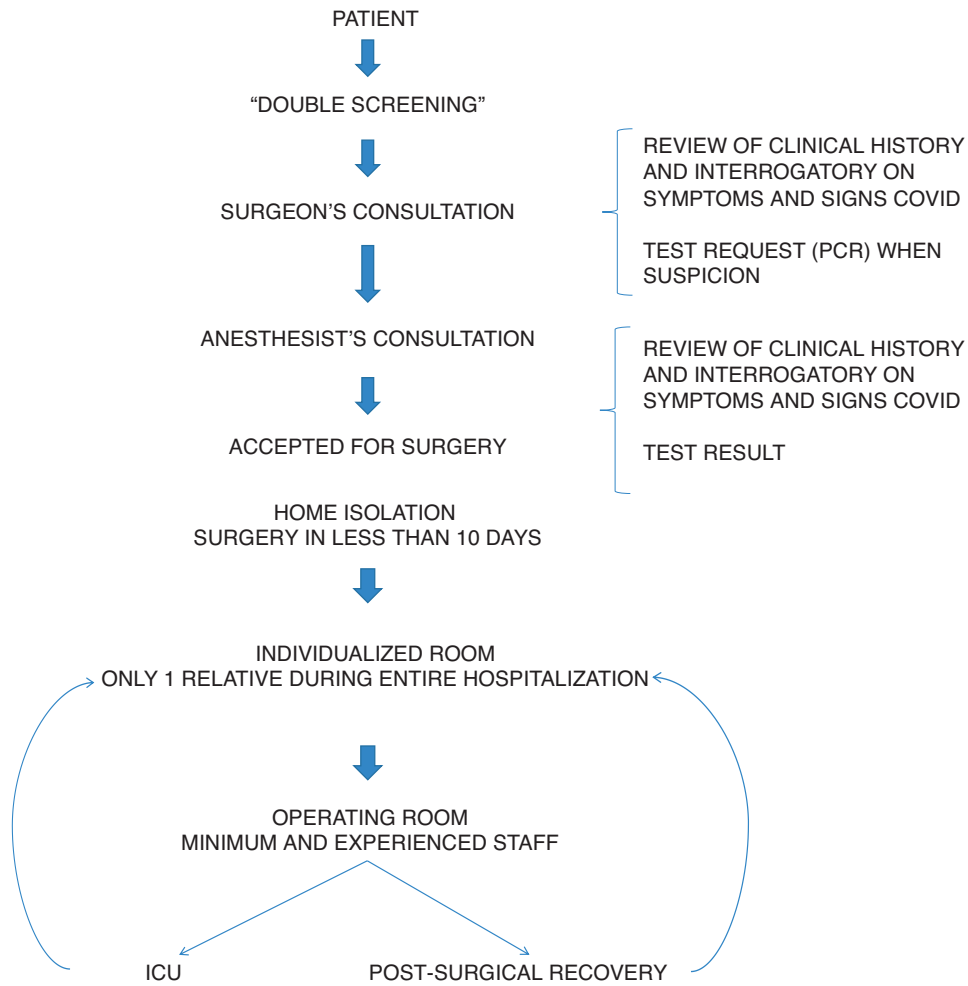 PATIENT
“DOUBLE SCREENING”
SURGEON’S CONSULTATION
REVIEW OF CLINICAL HISTORY
AND INTERROGATORY ON
SYMPTOMS AND SIGNS COVID
TEST REQUEST (PCR) WHEN
SUSPICION
ANESTHESIST’S CONSULTATION
REVIEW OF CLINICAL HISTORY
AND INTERROGATORY ON
SYMPTOMS AND SIGNS COVID
TEST RESULT
ACCEPTED FOR SURGERY
HOME ISOLATION
SURGERY IN LESS THAN 10 DAYS
INDIVIDUALIZED ROOM
ONLY 1 RELATIVE DURING ENTIRE HOSPITALIZATION
OPERATING ROOM
MINIMUM AND EXPERIENCED STAFF
ICU
POST-SURGICAL RECOVERY